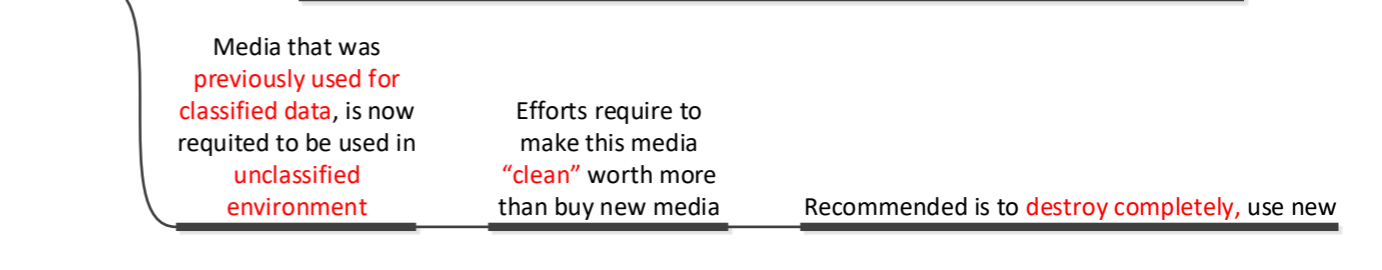 Media that was
previously used for
classified data, is now
requited to be used in
unclassified
environment
Efforts require to
make this media
“clean” worth more
than buy new media
Recommended is to destroy completely, use new